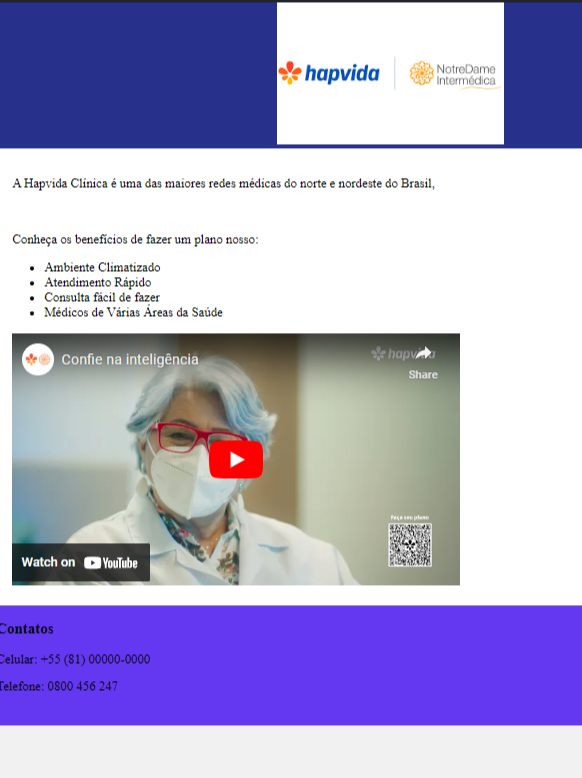 hapvida
NotreDame
Intermédica
A Hapvida Clínica é uma das maiores redes médicas do norte e nordeste do Brasil,
Conheça os benefícios de fazer um plano nosso:
Ambiente Climatizado
Atendimento Rápido
Consulta fácil de fazer
Médicos de Várias Áreas da Saúde
Confie na inteligência
hapvida
Share
Faça seu plano
Watch on YouTube
Contatos
Celular: +55 (81) 00000-0000
Telefone: 0800 456 247